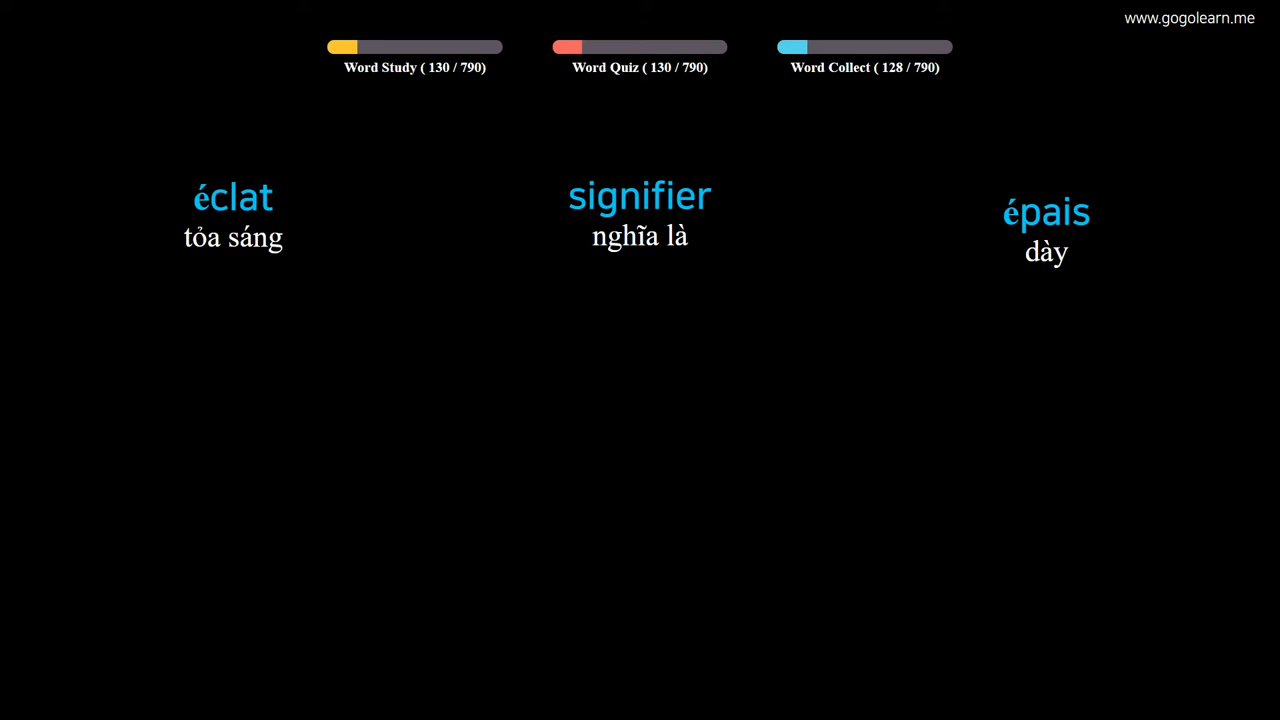 www.gogolearn.me
Word Study ( 130 / 790)
Word Quiz ( 130 / 790)
Word Collect ( 128 / 790)
éclat
tỏa sáng
signifier
nghĩa là
épais
dày